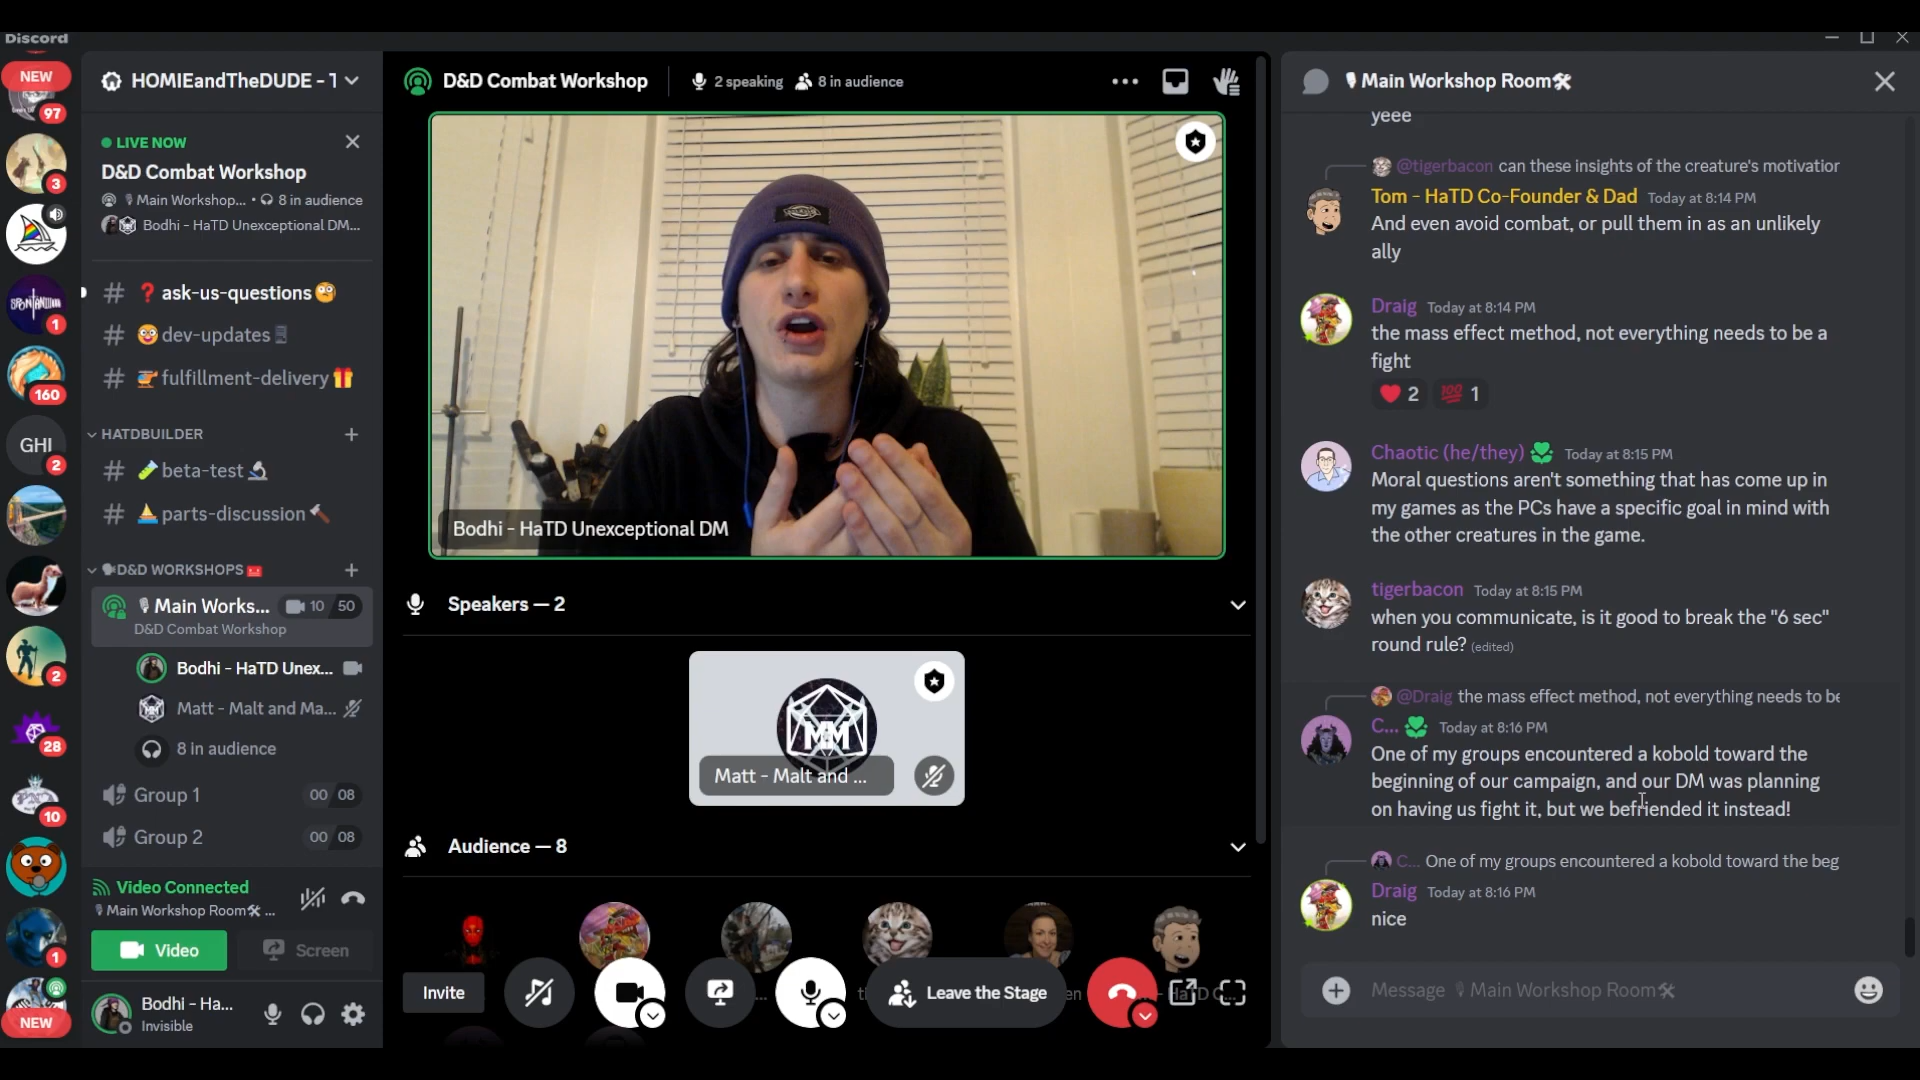 Discord
NEW
97
3
1
160
GHI
2
2
28
10
1
NEW
HOMIEandTheDUDE - T
LIVE NOW
D&D Combat Workshop
Main Workshop... • 8 in audience
Bodhi - HaTD Unexceptional DM...
# ❓ask-us-questions🧐
# dev-updates
# fulfillment-delivery🎁
HATDBUILDER
# 🧪beta-test🔬
# ⛵parts-discussion🔨
D&D WORKSHOPS
🎙Main Works... 10 50
D&D Combat Workshop
Bodhi - HaTD Unex...
Matt - Malt and Ma...
8 in audience
Group 1 00 08
Group 2 00 08
Video Connected
🎙Main Workshop Room🛠 ...
Video
Screen
Bodhi - Ha...
Invisible
D&D Combat Workshop
2 speaking 8 in audience
Bodhi - HaTD Unexceptional DM
Speakers — 2
MM
Matt - Malt and ...
Audience — 8
Invite
Leave the Stage
🎙Main Workshop Room🛠
yeee
@tigerbacon can these insights of the creature's motivation
Tom - HaTD Co-Founder & Dad Today at 8:14 PM
And even avoid combat, or pull them in as an unlikely
ally
Draig Today at 8:14 PM
the mass effect method, not everything needs to be a
fight
❤️ 2 💯 1
Chaotic (he/they) Today at 8:15 PM
Moral questions aren't something that has come up in
my games as the PCs have a specific goal in mind with
the other creatures in the game.
tigerbacon Today at 8:15 PM
when you communicate, is it good to break the "6 sec"
round rule? (edited)
@Draig the mass effect method, not everything needs to be
C... Today at 8:16 PM
One of my groups encountered a kobold toward the
beginning of our campaign, and our DM was planning
on having us fight it, but we befriended it instead!
C... One of my groups encountered a kobold toward the beg
Draig Today at 8:16 PM
nice
Message 🎙Main Workshop Room🛠